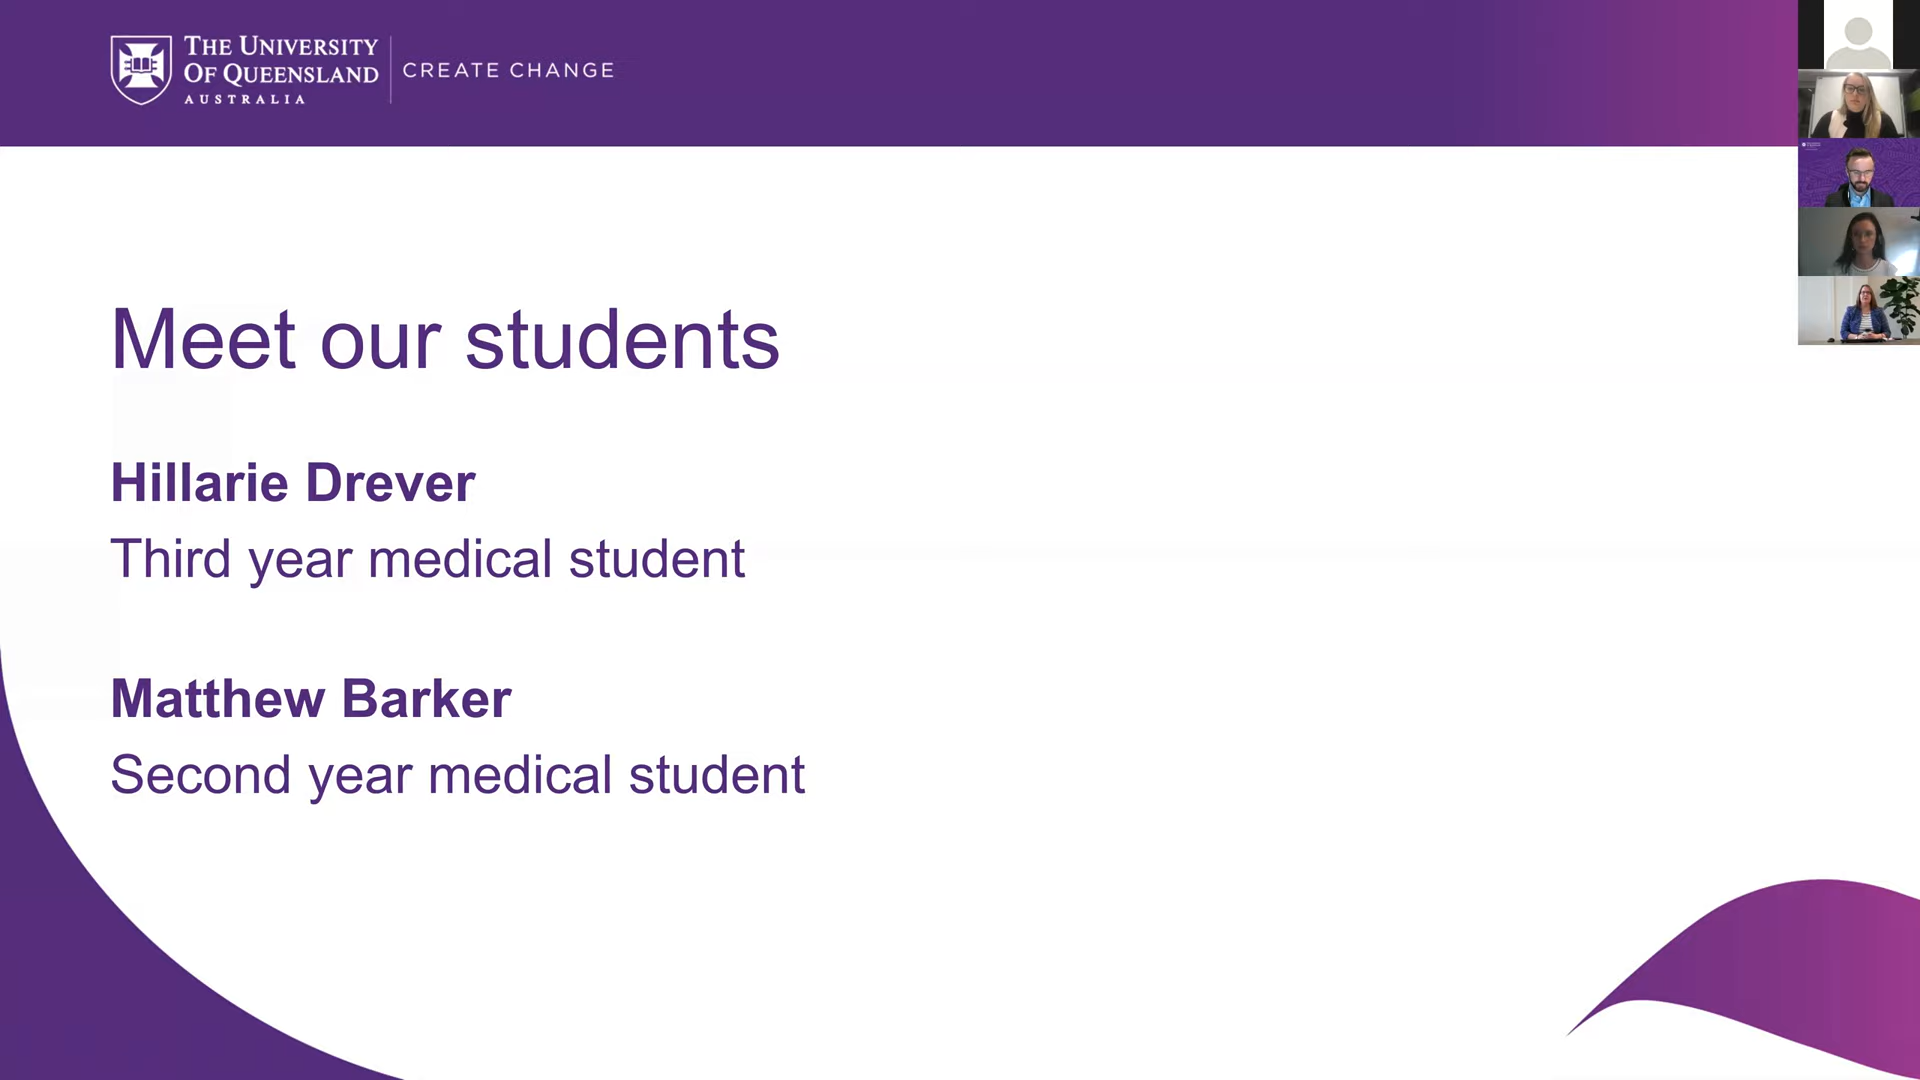 THE UNIVERSITY
OF QUEENSLAND
AUSTRALIA
CREATE CHANGE
Meet our students
Hillarie Drever
Third year medical student
Matthew Barker
Second year medical student